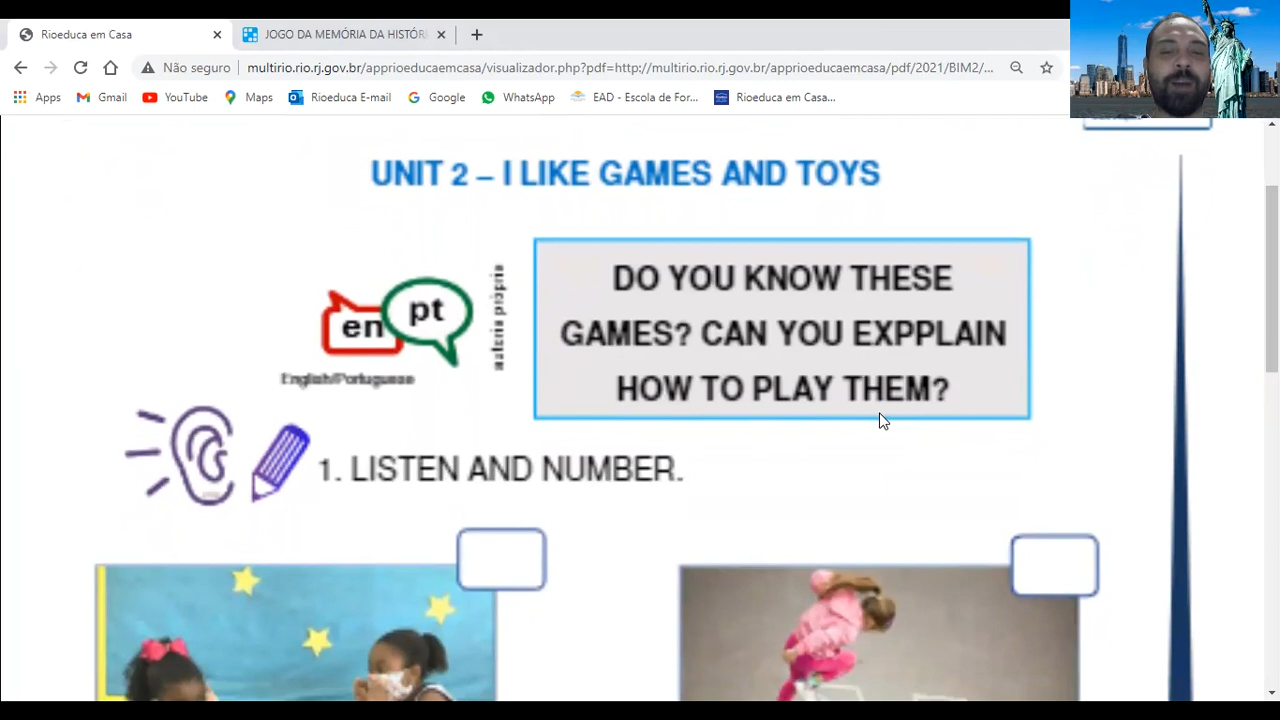 Rioeduca em Casa
JOGO DA MEMÓRIA DA HISTÓR
Não seguro
multirio.rio.rj.gov.br/apprioeducaemcasa/visualizador.php?pdf=http://multirio.rio.rj.gov.br/apprioeducaemcasa/pdf/2021/BIM2/...
Apps
Gmail
YouTube
Maps
Rioeduca E-mail
Google
WhatsApp
EAD - Escola de For...
Rioeduca em Casa...
UNIT 2 – I LIKE GAMES AND TOYS
en
pt
English/Portuguese
autoria própria
DO YOU KNOW THESE
GAMES? CAN YOU EXPPLAIN
HOW TO PLAY THEM?
1. LISTEN AND NUMBER.